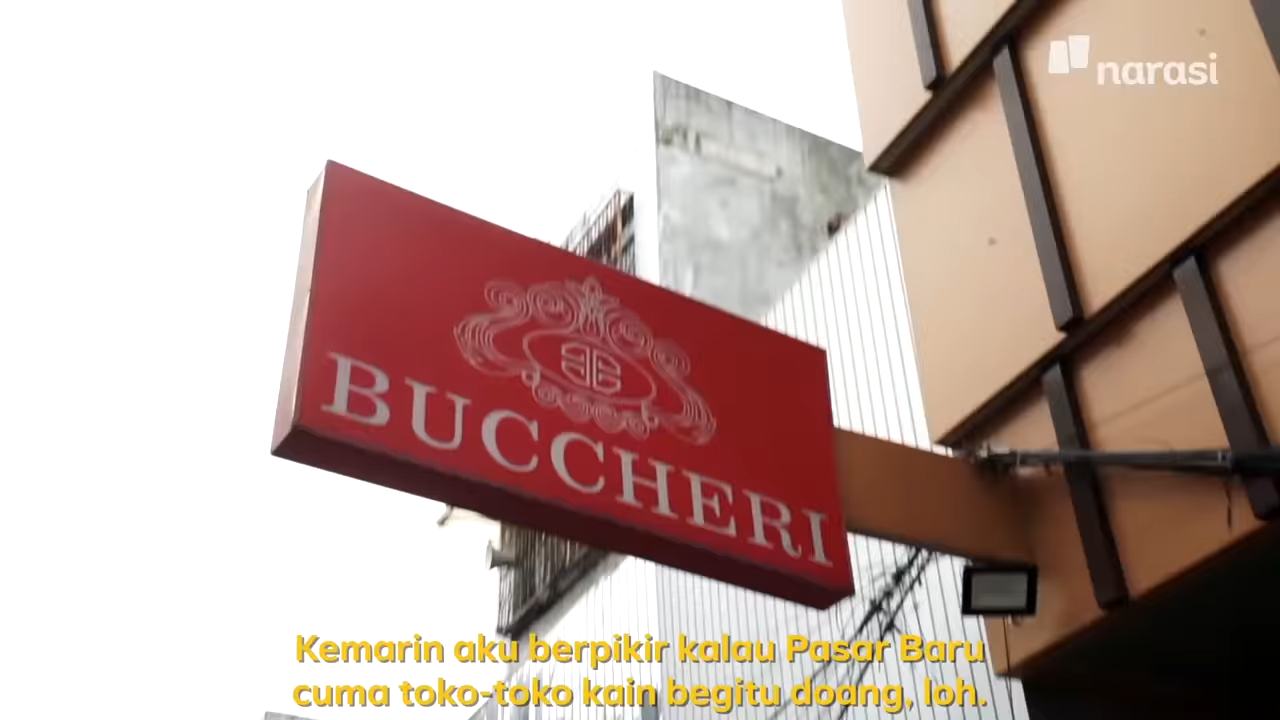 narasi
BUCCHERI
Kemarin aku berpikir kalau Pasar Baru
cuma toko-toko kain begitu doang, loh.